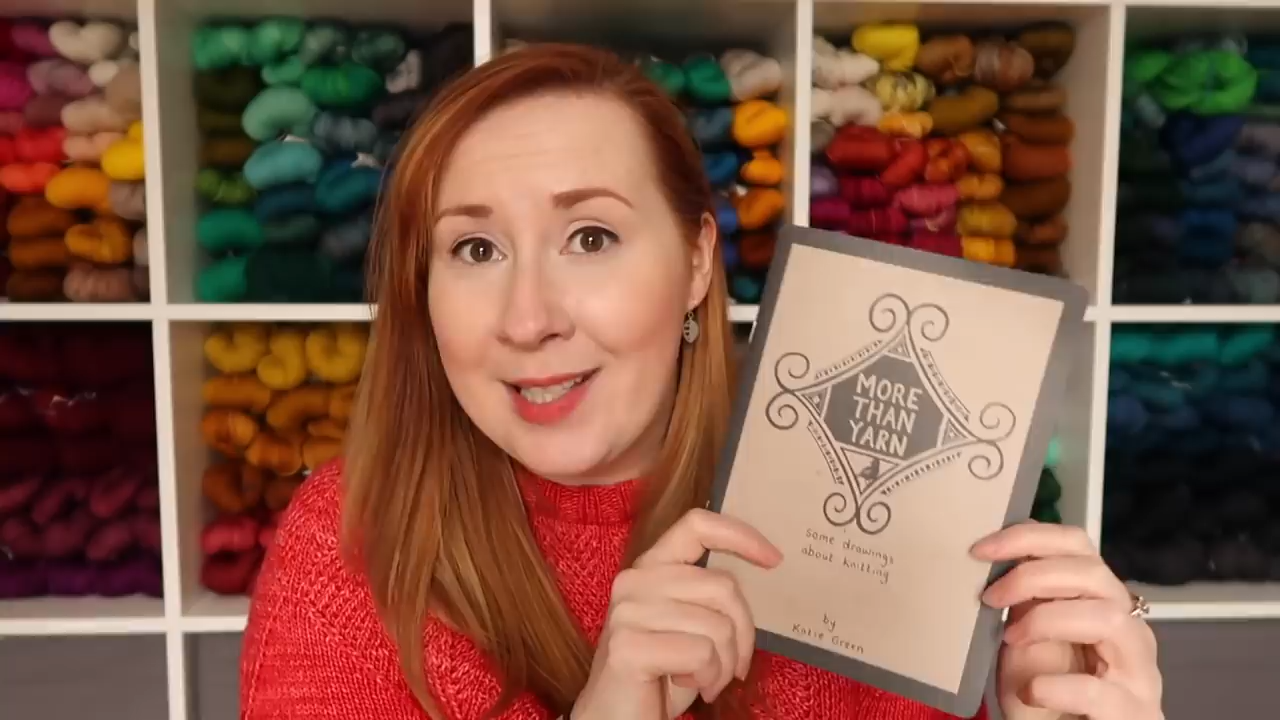 MORE
THAN
YARN
some drawings
about knitting
by
Katie Green